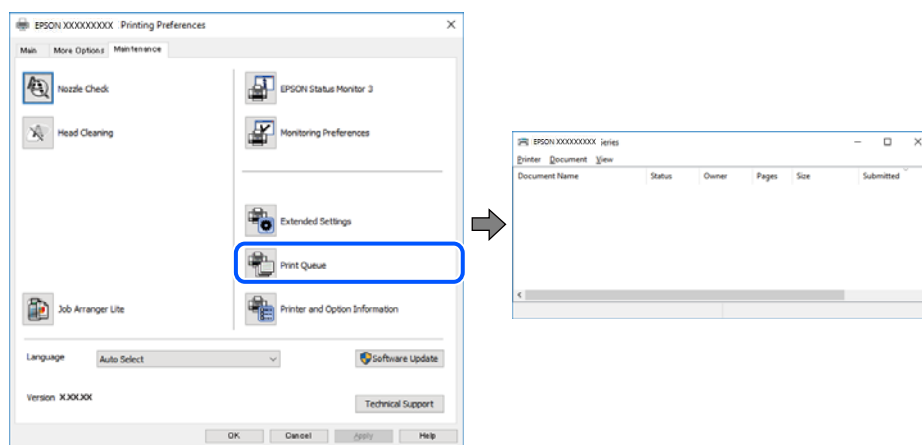 EPSON XXXXXXXXX Printing Preferences
Main More Options Maintenance
Nozzle Check
EPSON Status Monitor 3
Head Cleaning
Monitoring Preferences
Extended Settings
Print Queue
Job Arranger Lite
Printer and Option Information
Language Auto Select
Software Update
Version X.XX.XX
Technical Support
OK Cancel Apply Help
EPSON XXXXXXXXX jeries
Printer Document View
Document Name Status Owner Pages Size Submitted